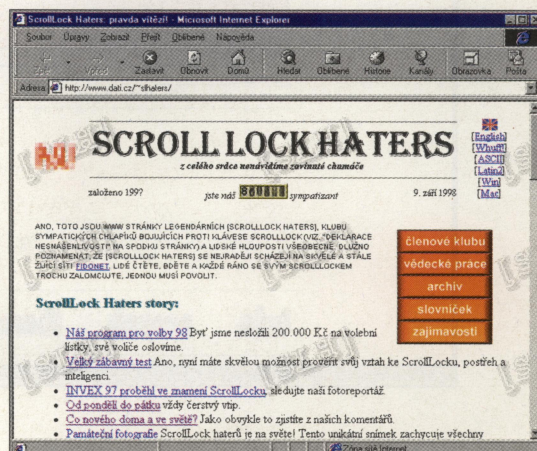 ScrollLock Haters: pravda vítězí! - Microsoft Internet Explorer
Soubor Úpravy Zobrazit Přejít Oblíbené Nápověda
Zpět Vpřed Zastavit Obnovit Domů Hledat Oblíbené Historie Kanály Obrazovka Pošta
Adresa http://www.dati.cz/~slhaters/
SCROLL LOCK HATERS
z celého srdce nenávidíme zavináté chamáče
[English]
[Whuff!]
[ASCII]
[Latin2]
[Win]
[Mac]
založeno 1997 jste náš sympatizant 9. září 1998
ANO, TOTO JSOU WWW STRÁNKY LEGENDÁRNÍCH [SCROLLLOCK HATERS], KLUBU
SYMPATICKÝCH CHLAPÍKŮ BOJUJÍCÍCH PROTI KLÁVESE SCROLLLOCK (VIZ. "DEKLARACE
NESNÁŠENLIVOSTI" NA SPODKU STRÁNKY) A LIDSKÉ HLOUPOSTI VŠEOBECNĚ. DLUŽNO
POZNAMENAT, ŽE [SCROLLLOCK HATERS] SE NEJRADĚJI SCHÁZEJÍ NA SKVĚLÉ A STÁLE
ŽIJÍCÍ SÍTI FIDONET. LIDÉ ČTĚTE, BDĚTE A KAŽDÉ RÁNO SE SVÝM SCROLLLOCKEM
TROCHU ZALOMCUJTE, JEDNOU MUSÍ POVOLIT.
členové klubu
vědecké práce
archiv
slovníček
zajímavosti
ScrollLock Haters story:
Náš program pro volby 98 Byť jsme nesložili 200.000 Kč na volební
lístky, své voliče oslovíme.
Velký zábavný test Ano, nyní máte skvělou možnost prověřit svůj vztah ke ScrollLocku, postřeh a
inteligenci.
INVEX 97 proběhl ve znamení ScrollLocku, sledujte naši fotoreportáž.
Od pondělí do pátku vždy čerstvý vtip.
Co nového doma a ve světě? Jako obvykle to zjistíte z našich komentářů.
Památeční fotografie ScrollLock haterů je na světě! Tento unikátní snímek zachycuje všechny
Zóna sítě Internet